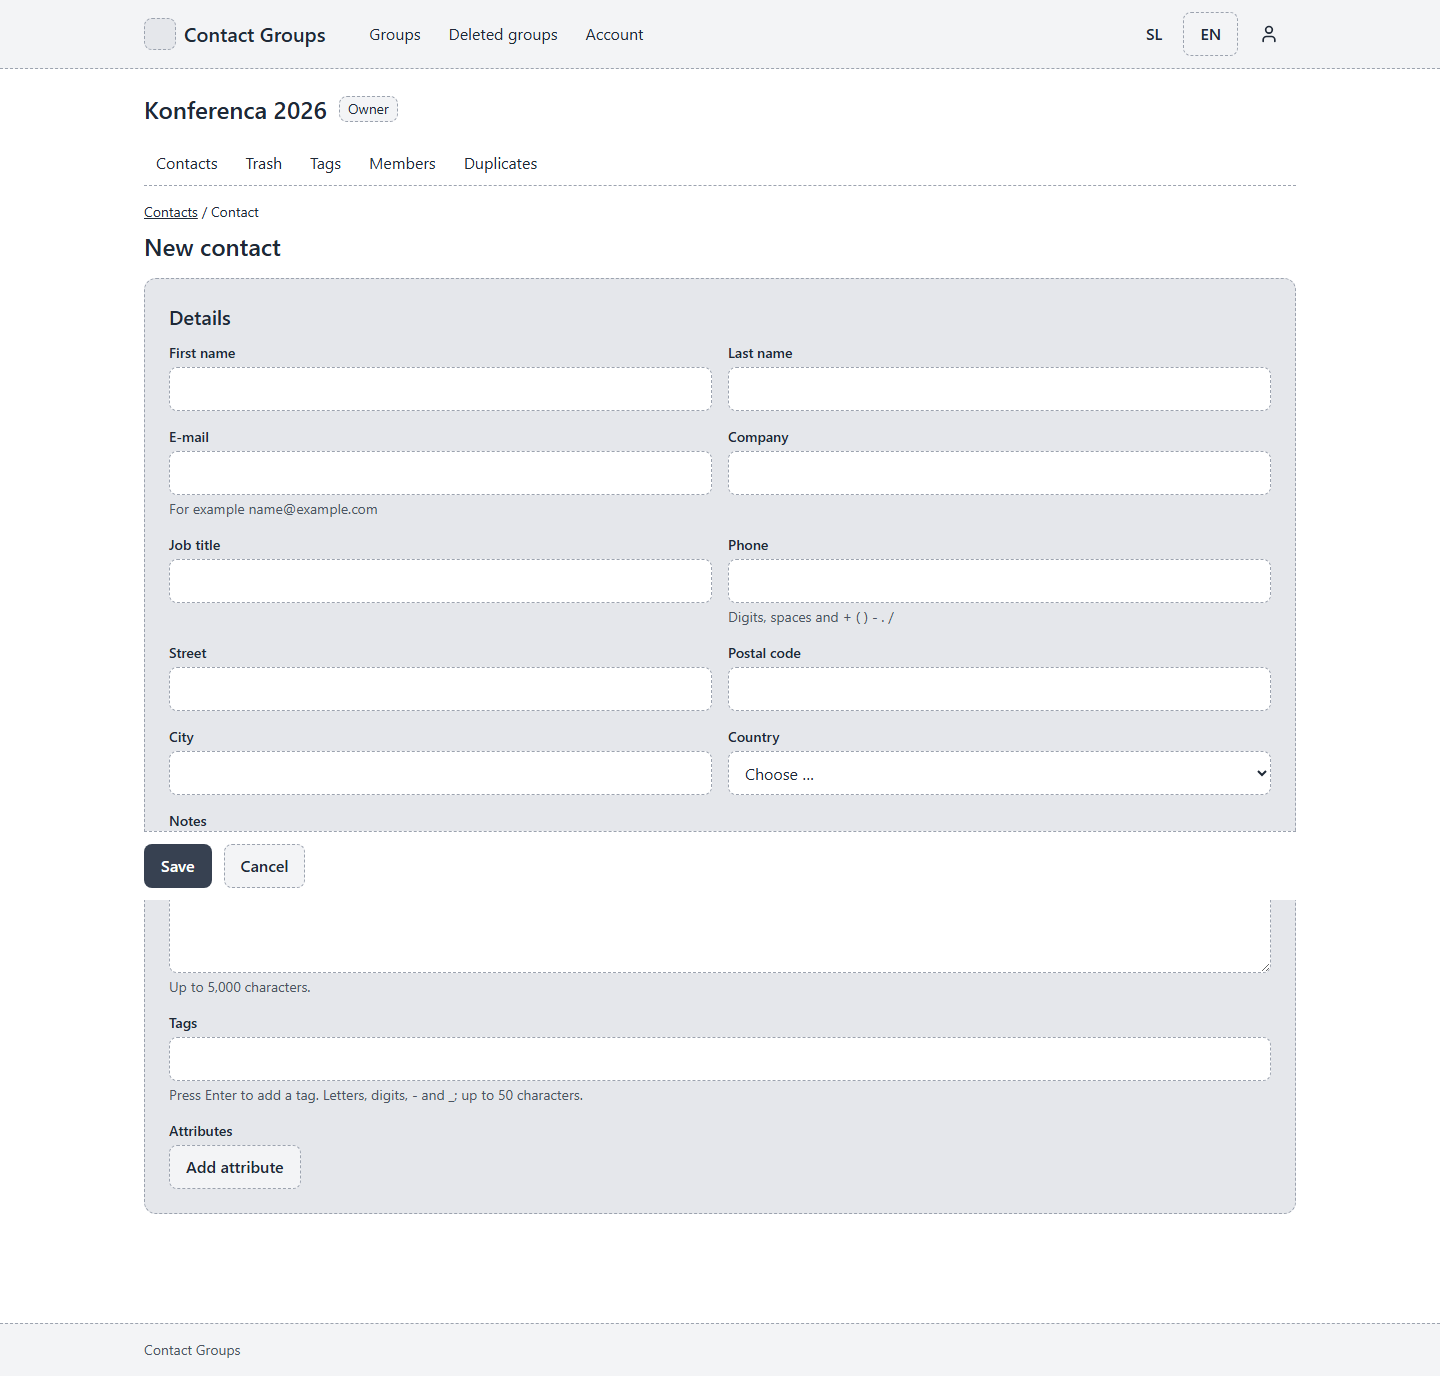 Contact Groups Groups Deleted groups Account SL EN
Konferenca 2026 Owner
Contacts Trash Tags Members Duplicates
Contacts / Contact
New contact
Details
First name Last name
E-mail Company
For example name@example.com
Job title Phone
Digits, spaces and + ( ) - . /
Street Postal code
City Country
Choose ...
Notes
Save Cancel
Up to 5,000 characters.
Tags
Press Enter to add a tag. Letters, digits, - and _; up to 50 characters.
Attributes
Add attribute
Contact Groups